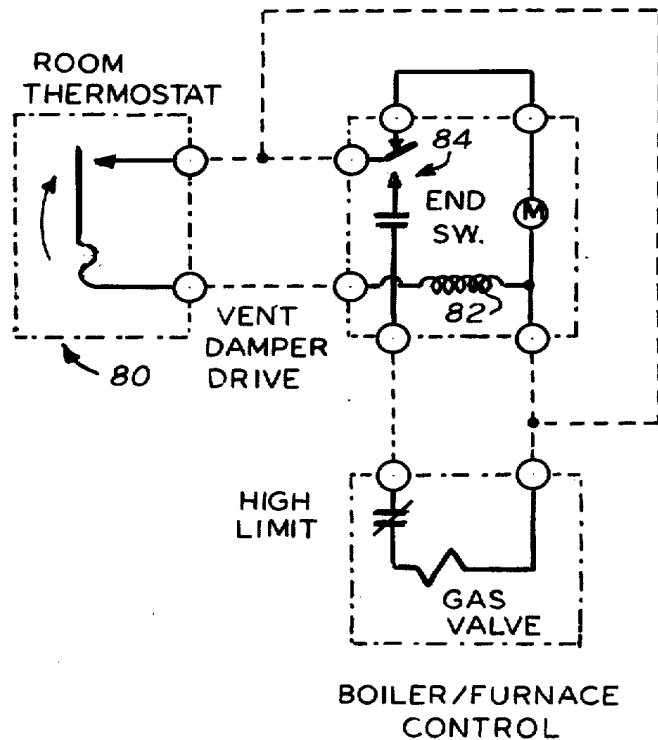 ROOM
THERMOSTAT
84
END
SW.
M
82
VENT
DAMPER
DRIVE
80
HIGH
LIMIT
GAS
VALVE
BOILER/FURNACE
CONTROL